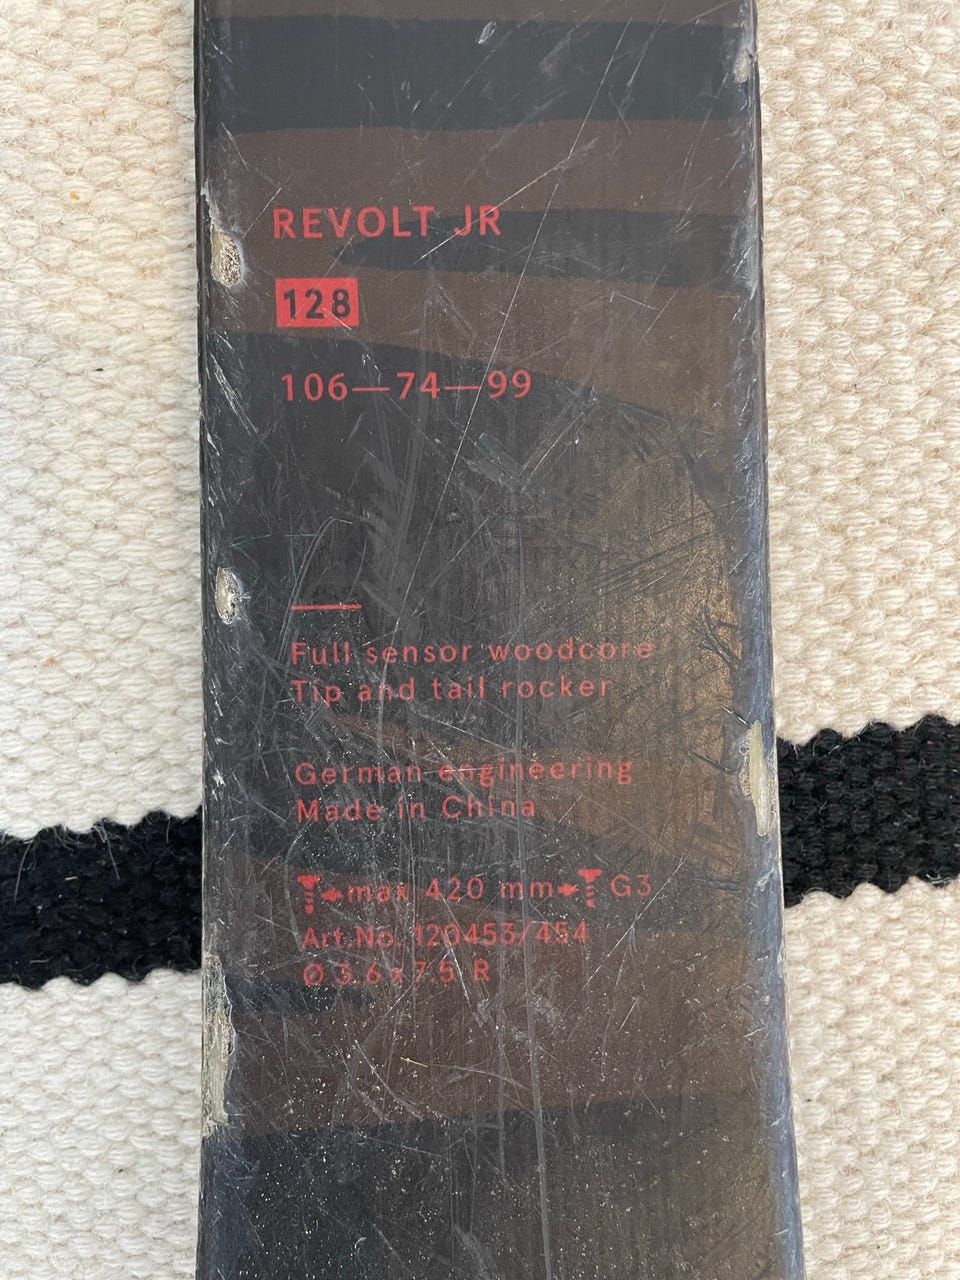 REVOLT JR
128
106—74—99
Full sensor woodcore
Tip and tail rocker
German engineering
Made in China
max 420 mm G3
Art.No. 120453/454
Ø 3.6 x 7.5 R